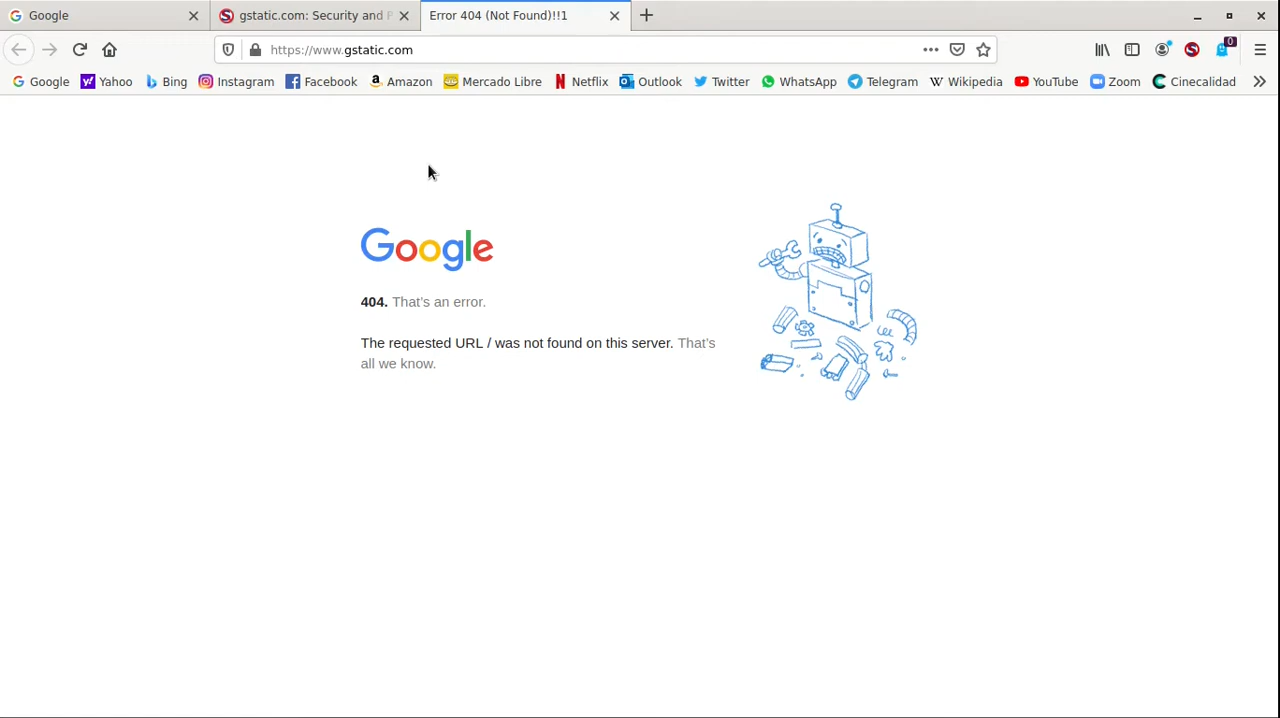 Google
gstatic.com: Security and P
Error 404 (Not Found)!!1
https://www.gstatic.com
0
Google Yahoo Bing Instagram Facebook Amazon Mercado Libre Netflix Outlook Twitter WhatsApp Telegram Wikipedia YouTube Zoom Cinecalidad
Google
404. That's an error.
The requested URL / was not found on this server. That's
all we know.